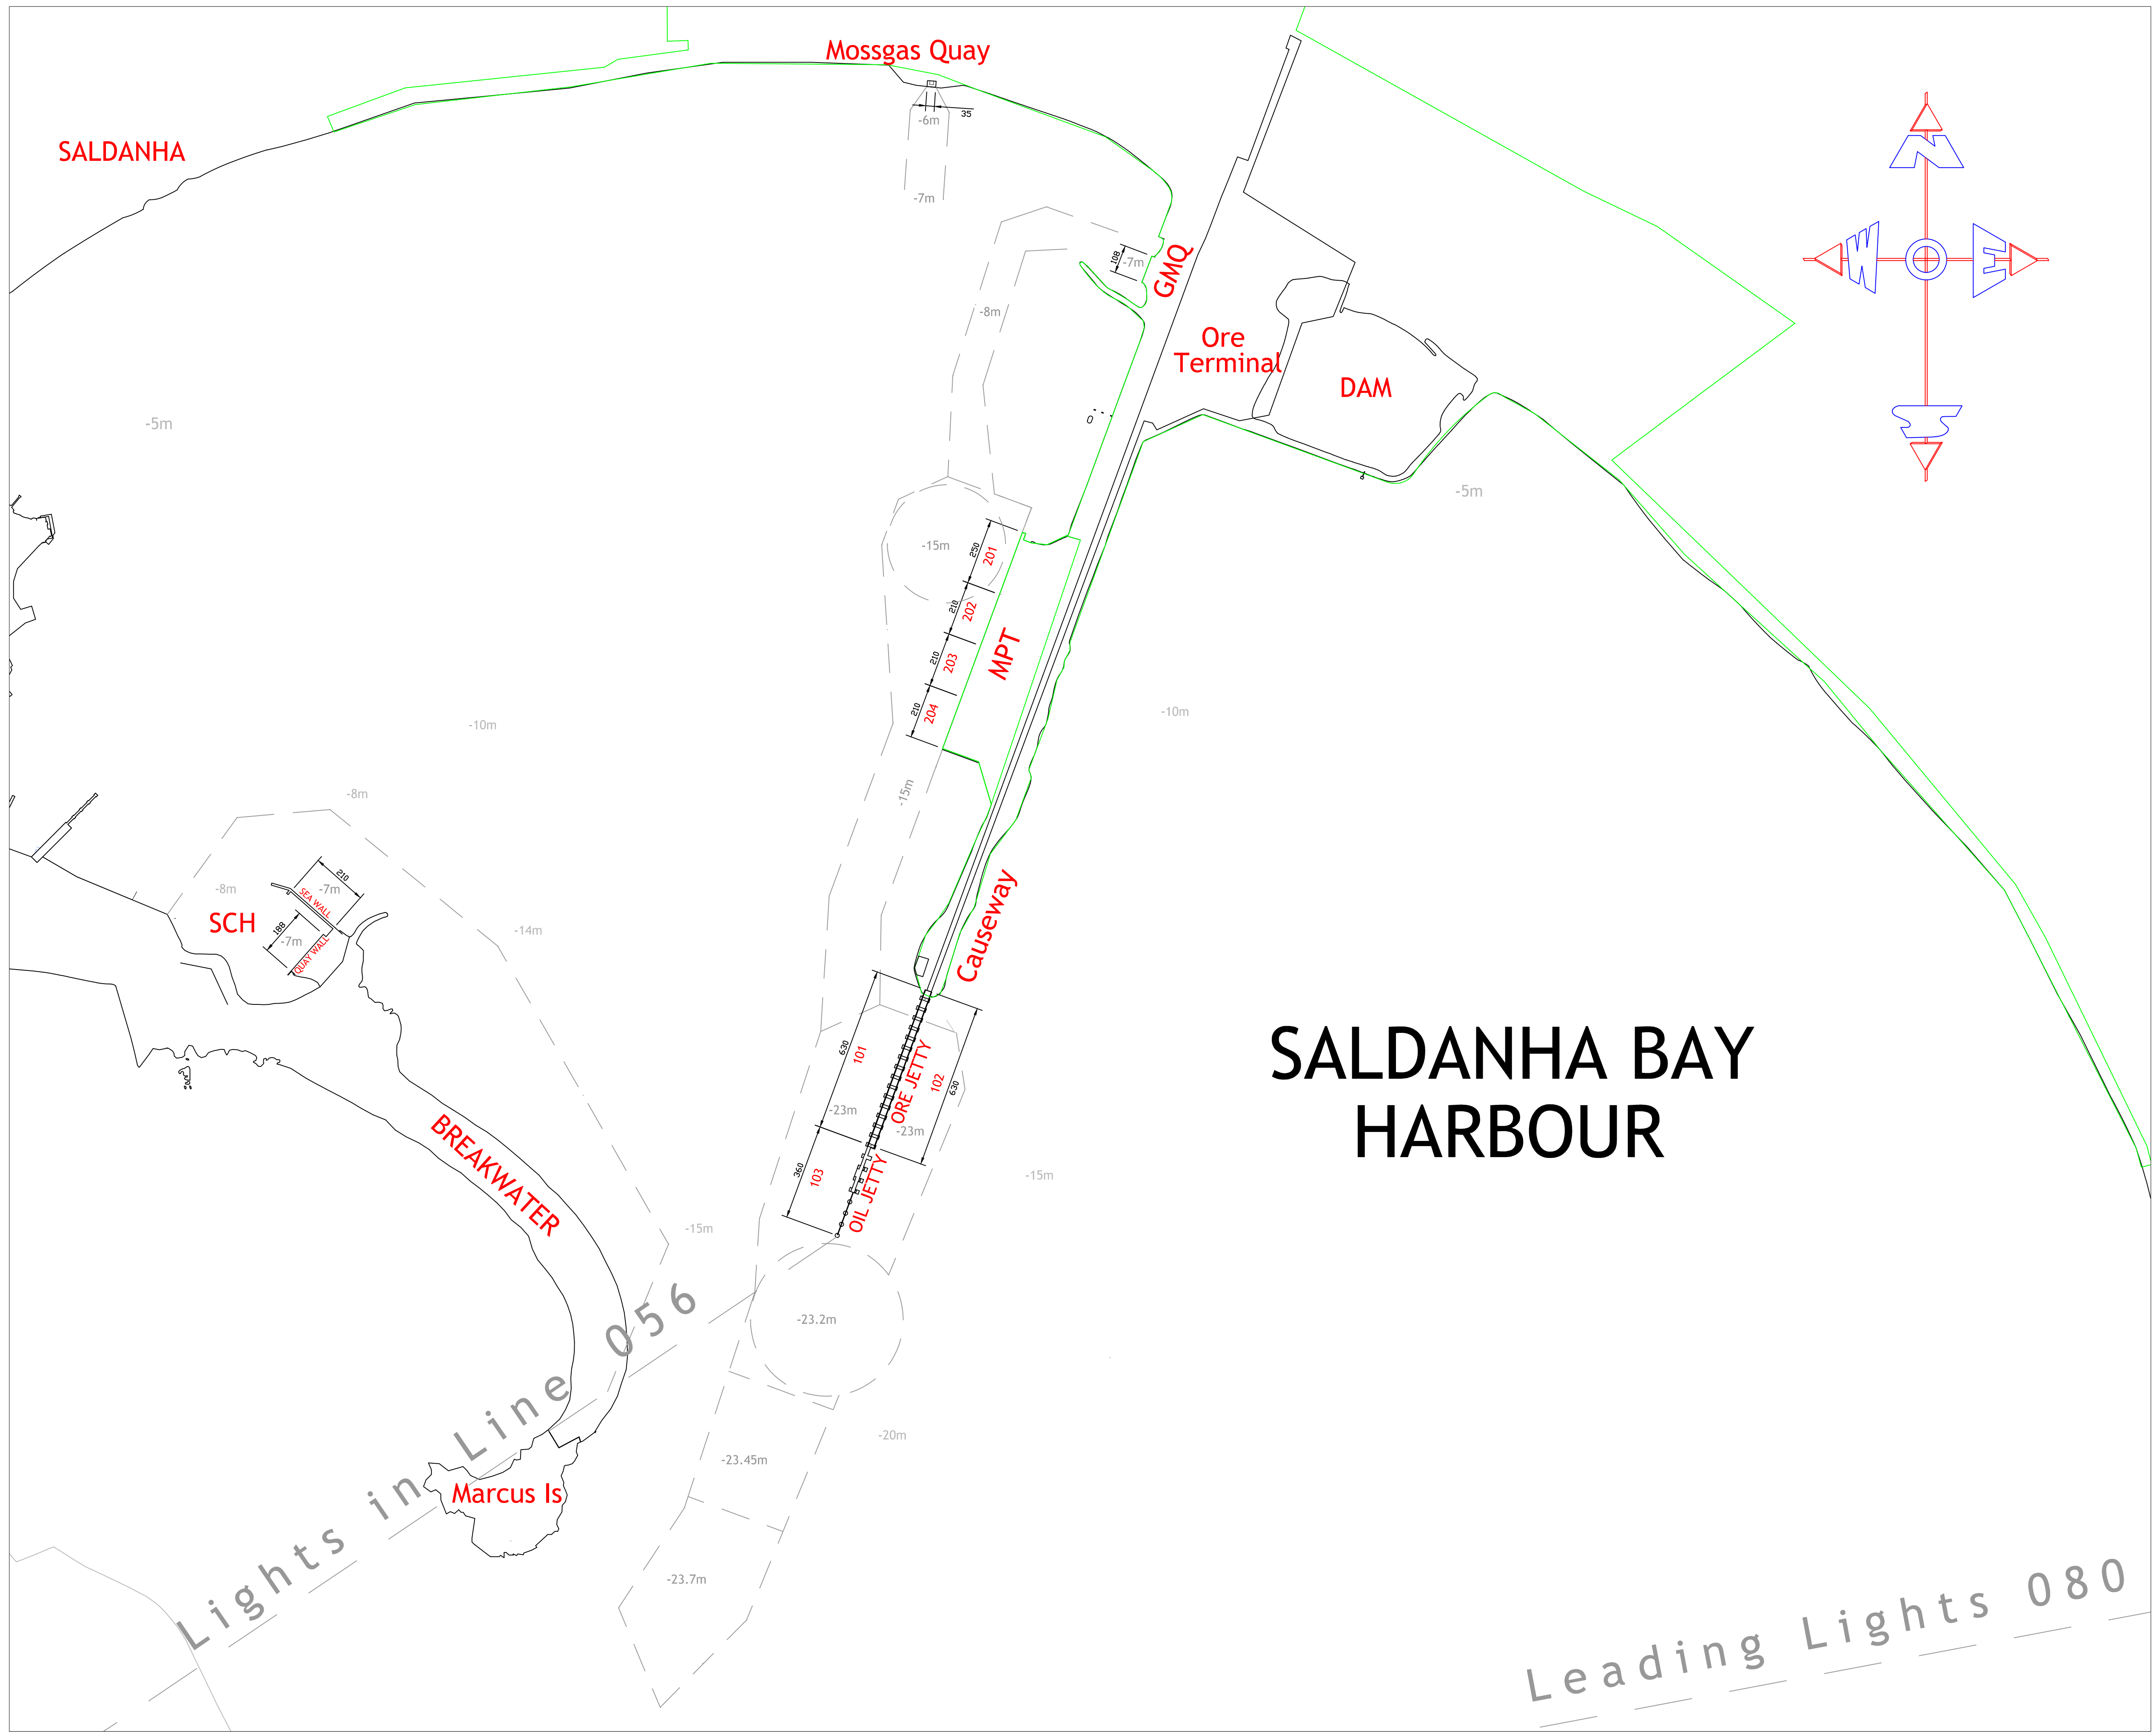 Mossgas Quay
SALDANHA
35
-6m
-7m
N
W
E
S
GMQ
108
-7m
-8m
Ore
Terminal
DAM
-5m
0
-5m
-15m
250
201
210
202
210
203
210
204
MPT
-10m
-10m
-15m
-8m
-8m
210
-7m
SEA WALL
SCH
188
-7m
QUAY WALL
-14m
Causeway
630
101
ORE JETTY
102
630
-23m
-23m
SALDANHA BAY
HARBOUR
BREAKWATER
360
103
OIL JETTY
-15m
-15m
-23.2m
Lights in Line 056
-20m
-23.45m
Marcus Is
-23.7m
Leading Lights 080